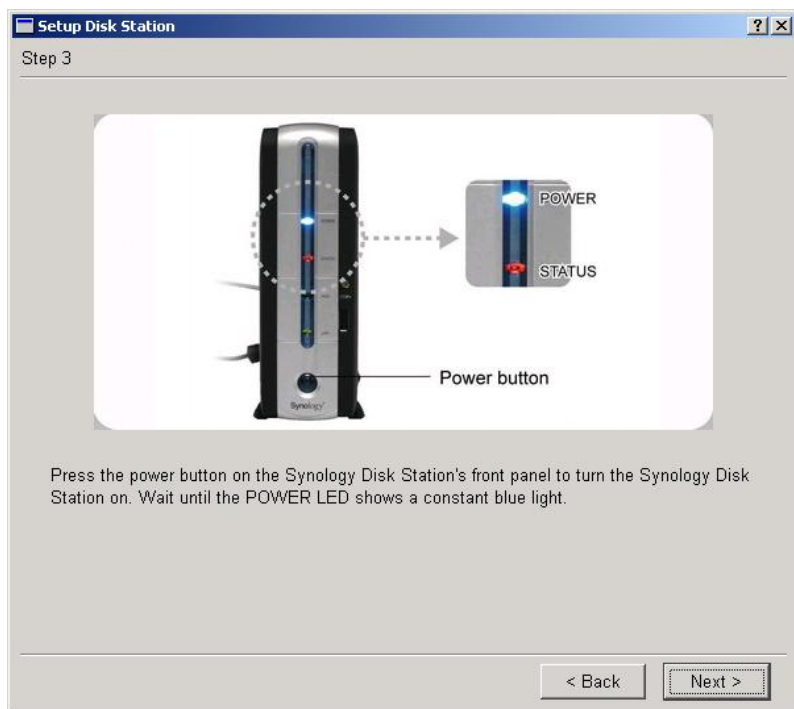 Setup Disk Station
Step 3
POWER
STATUS
Power button
Synology
Press the power button on the Synology Disk Station's front panel to turn the Synology Disk
Station on. Wait until the POWER LED shows a constant blue light.
< Back
Next >